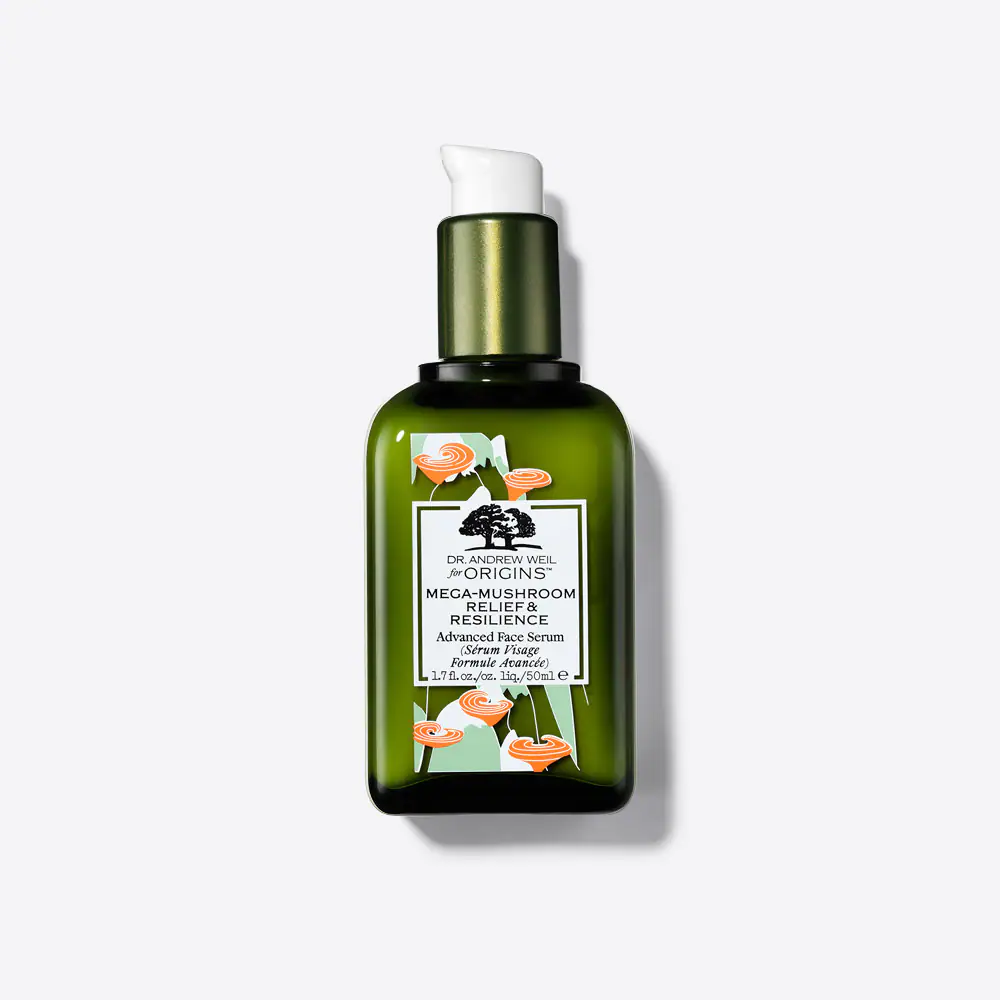 DR. ANDREW WEIL
for ORIGINS™
MEGA-MUSHROOM
RELIEF &
RESILIENCE
Advanced Face Serum
(Sérum Visage
Formule Avancée)
1.7 fl. oz./oz. liq./50ml ℮